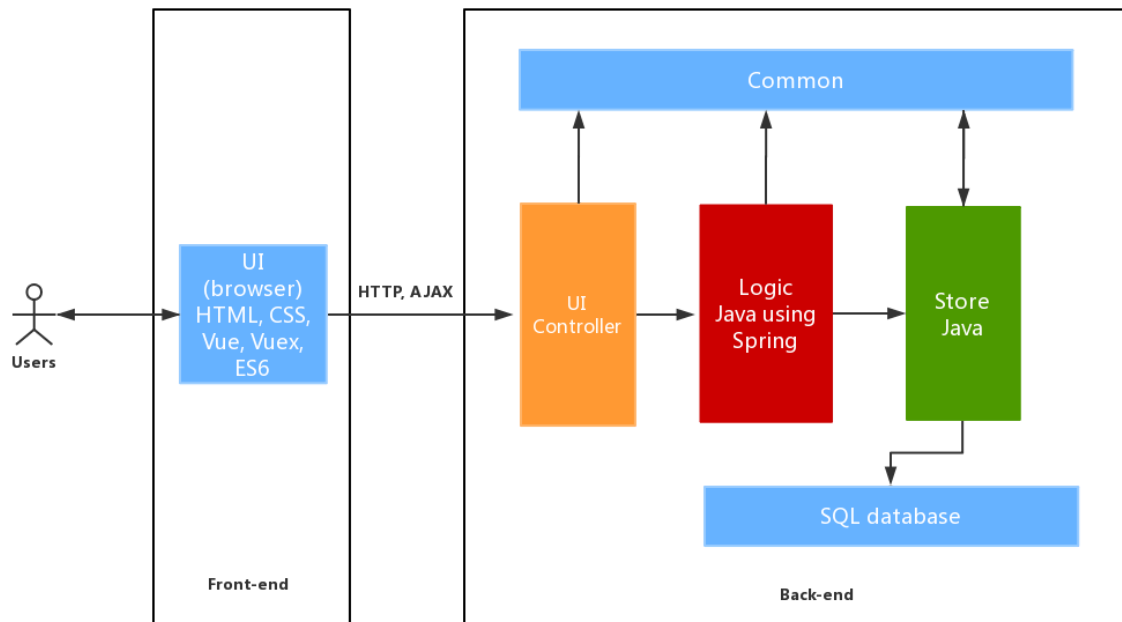 Common
UI
(browser)
HTML, CSS,
Vue, Vuex,
ES6
HTTP, AJAX
Users
UI
Controller
Logic
Java using
Spring
Store
Java
SQL database
Front-end
Back-end